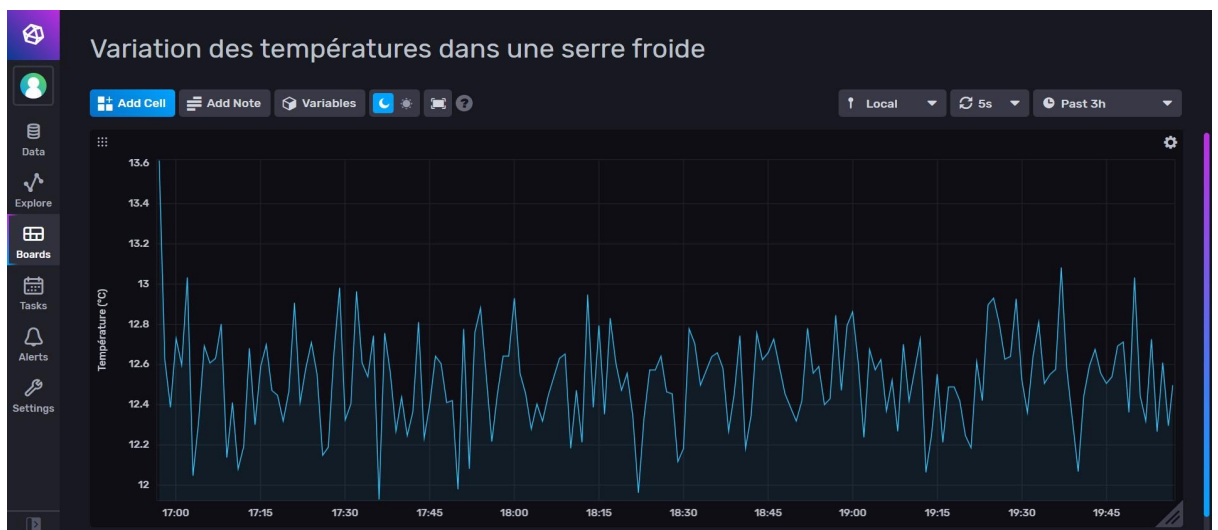 Variation des températures dans une serre froide
Add Cell Add Note Variables ? Local 5s Past 3h
Data
Explore
Boards
Tasks
Alerts
Settings
Température (°C)
13.6
13.4
13.2
13
12.8
12.6
12.4
12.2
12
17:00 17:15 17:30 17:45 18:00 18:15 18:30 18:45 19:00 19:15 19:30 19:45